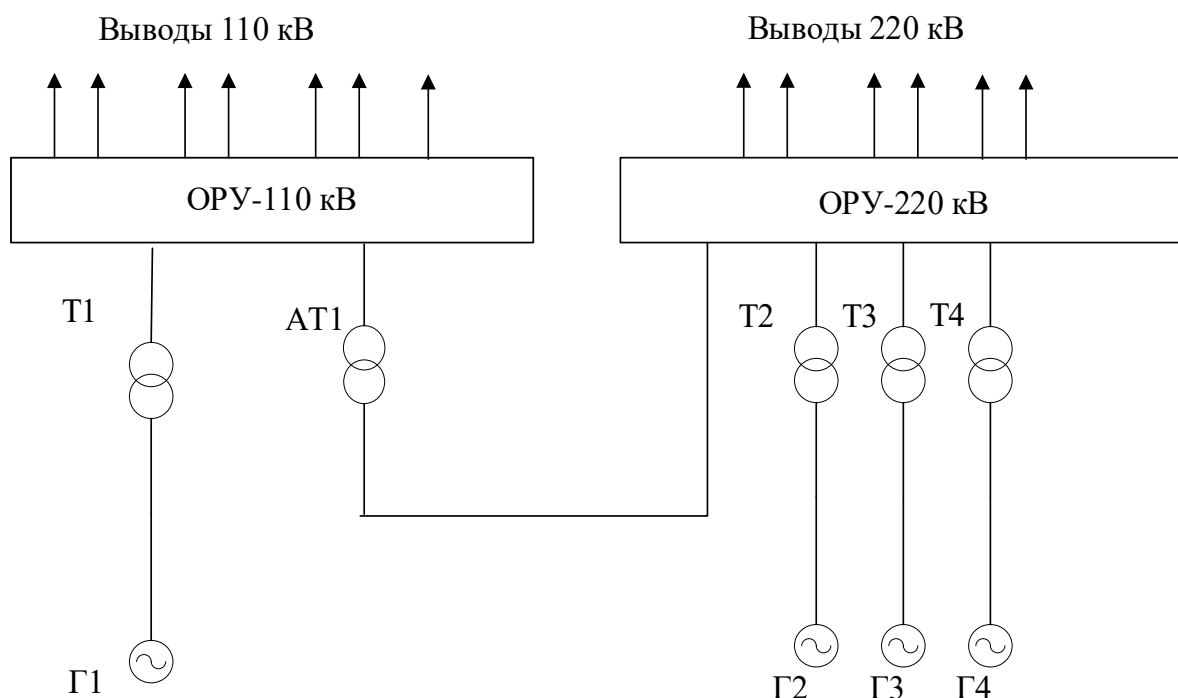 Выводы 110 кВ
Выводы 220 кВ
ОРУ-110 кВ
ОРУ-220 кВ
Т1
АТ1
Т2
Т3
Т4
Г1
Г2
Г3
Г4